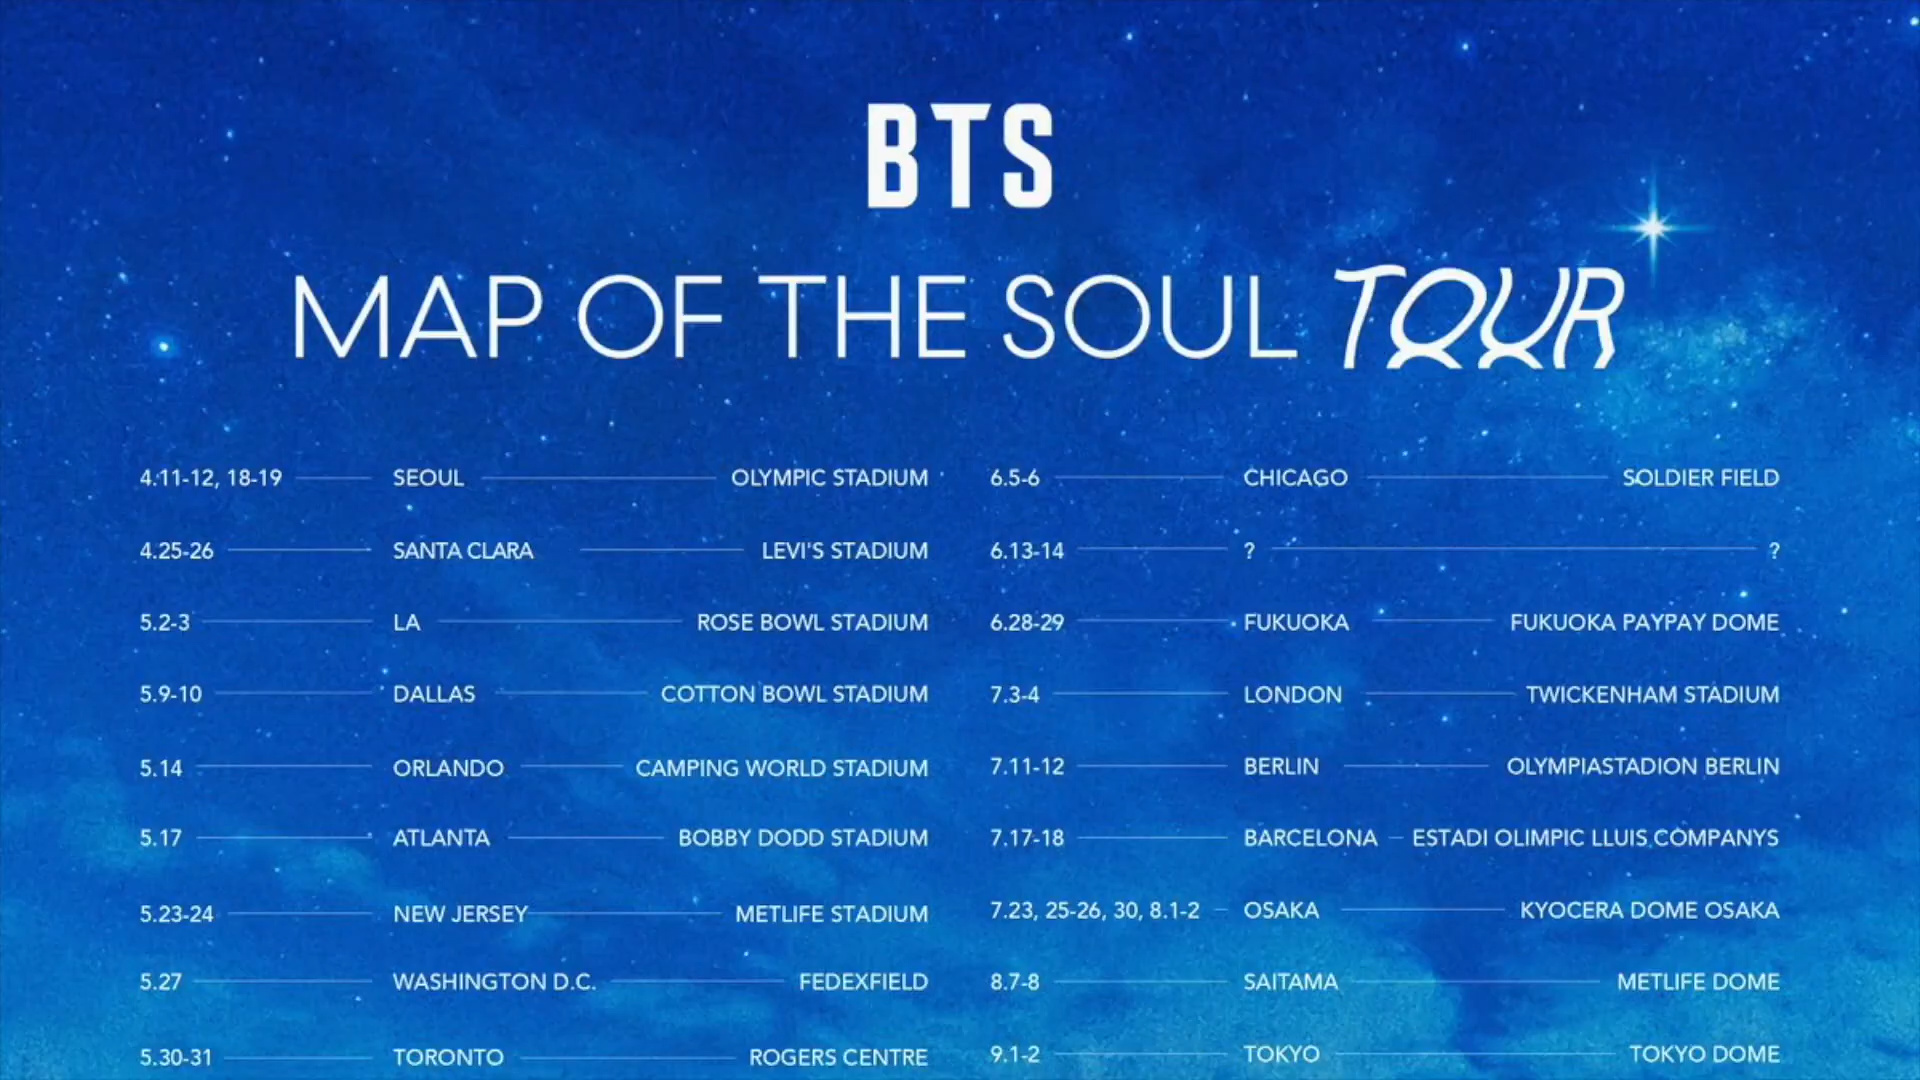 BTS
MAP OF THE SOUL TOUR
4.11-12, 18-19 SEOUL OLYMPIC STADIUM
4.25-26 SANTA CLARA LEVI'S STADIUM
5.2-3 LA ROSE BOWL STADIUM
5.9-10 DALLAS COTTON BOWL STADIUM
5.14 ORLANDO CAMPING WORLD STADIUM
5.17 ATLANTA BOBBY DODD STADIUM
5.23-24 NEW JERSEY METLIFE STADIUM
5.27 WASHINGTON D.C. FEDEXFIELD
5.30-31 TORONTO ROGERS CENTRE
6.5-6 CHICAGO SOLDIER FIELD
6.13-14 ? ?
6.28-29 FUKUOKA FUKUOKA PAYPAY DOME
7.3-4 LONDON TWICKENHAM STADIUM
7.11-12 BERLIN OLYMPIASTADION BERLIN
7.17-18 BARCELONA ESTADI OLIMPIC LLUIS COMPANYS
7.23, 25-26, 30, 8.1-2 OSAKA KYOCERA DOME OSAKA
8.7-8 SAITAMA METLIFE DOME
9.1-2 TOKYO TOKYO DOME